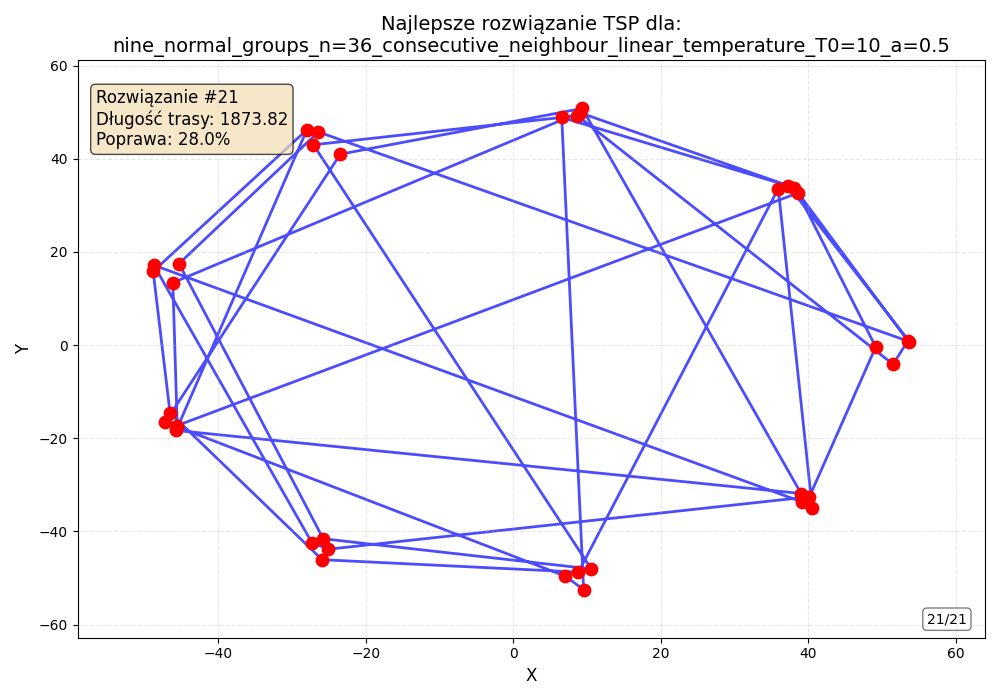 Najlepsze rozwiązanie TSP dla:
nine_normal_groups_n=36_consecutive_neighbour_linear_temperature_T0=10_a=0.5
Rozwiązanie #21
Długość trasy: 1873.82
Poprawa: 28.0%
60
40
20
0
−20
−40
−60
Y
21/21
−40
−20
0
20
40
60
X